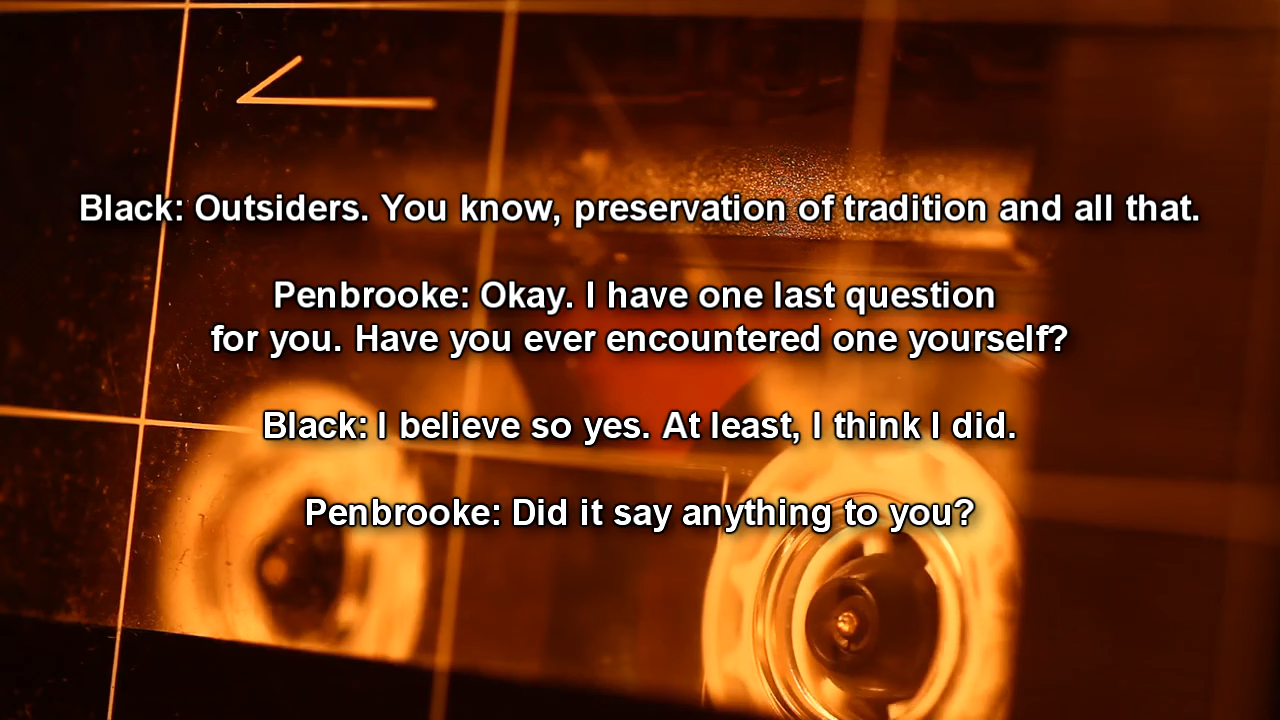 Black: Outsiders. You know, preservation of tradition and all that.
Penbrooke: Okay. I have one last question
for you. Have you ever encountered one yourself?
Black: I believe so yes. At least, I think I did.
Penbrooke: Did it say anything to you?